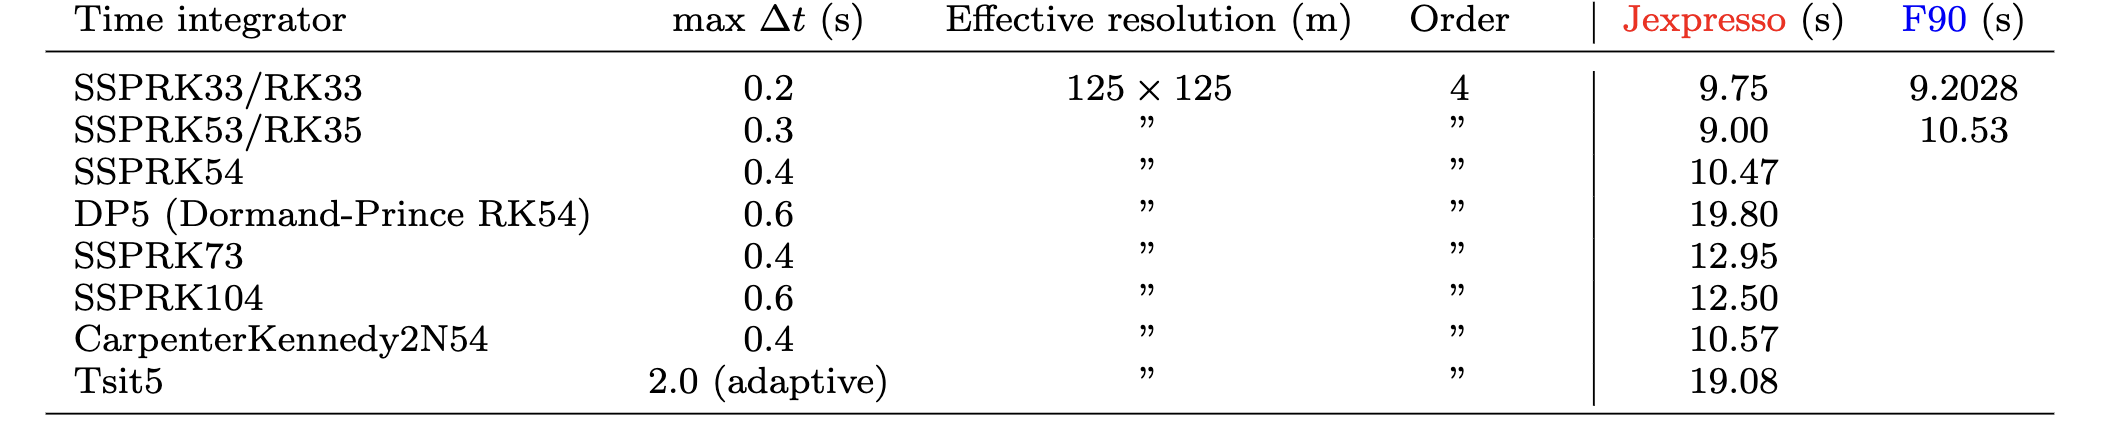 Time integrator max Δt (s) Effective resolution (m) Order Jexpresso (s) F90 (s)
SSPRK33/RK33 0.2 125 × 125 4 9.75 9.2028
SSPRK53/RK35 0.3 ” ” 9.00 10.53
SSPRK54 0.4 ” ” 10.47
DP5 (Dormand-Prince RK54) 0.6 ” ” 19.80
SSPRK73 0.4 ” ” 12.95
SSPRK104 0.6 ” ” 12.50
CarpenterKennedy2N54 0.4 ” ” 10.57
Tsit5 2.0 (adaptive) ” ” 19.08